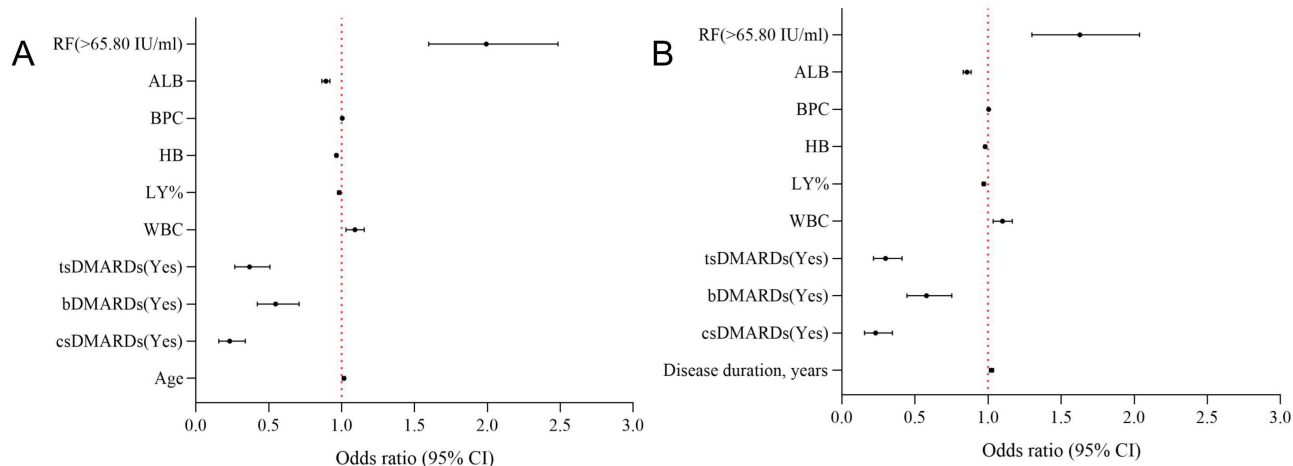 A
RF(>65.80 IU/ml)
ALB
BPC
HB
LY%
WBC
tsDMARDs(Yes)
bDMARDs(Yes)
csDMARDs(Yes)
Age
0.0 0.5 1.0 1.5 2.0 2.5 3.0
Odds ratio (95% CI)
B
RF(>65.80 IU/ml)
ALB
BPC
HB
LY%
WBC
tsDMARDs(Yes)
bDMARDs(Yes)
csDMARDs(Yes)
Disease duration, years
0.0 0.5 1.0 1.5 2.0 2.5 3.0
Odds ratio (95% CI)